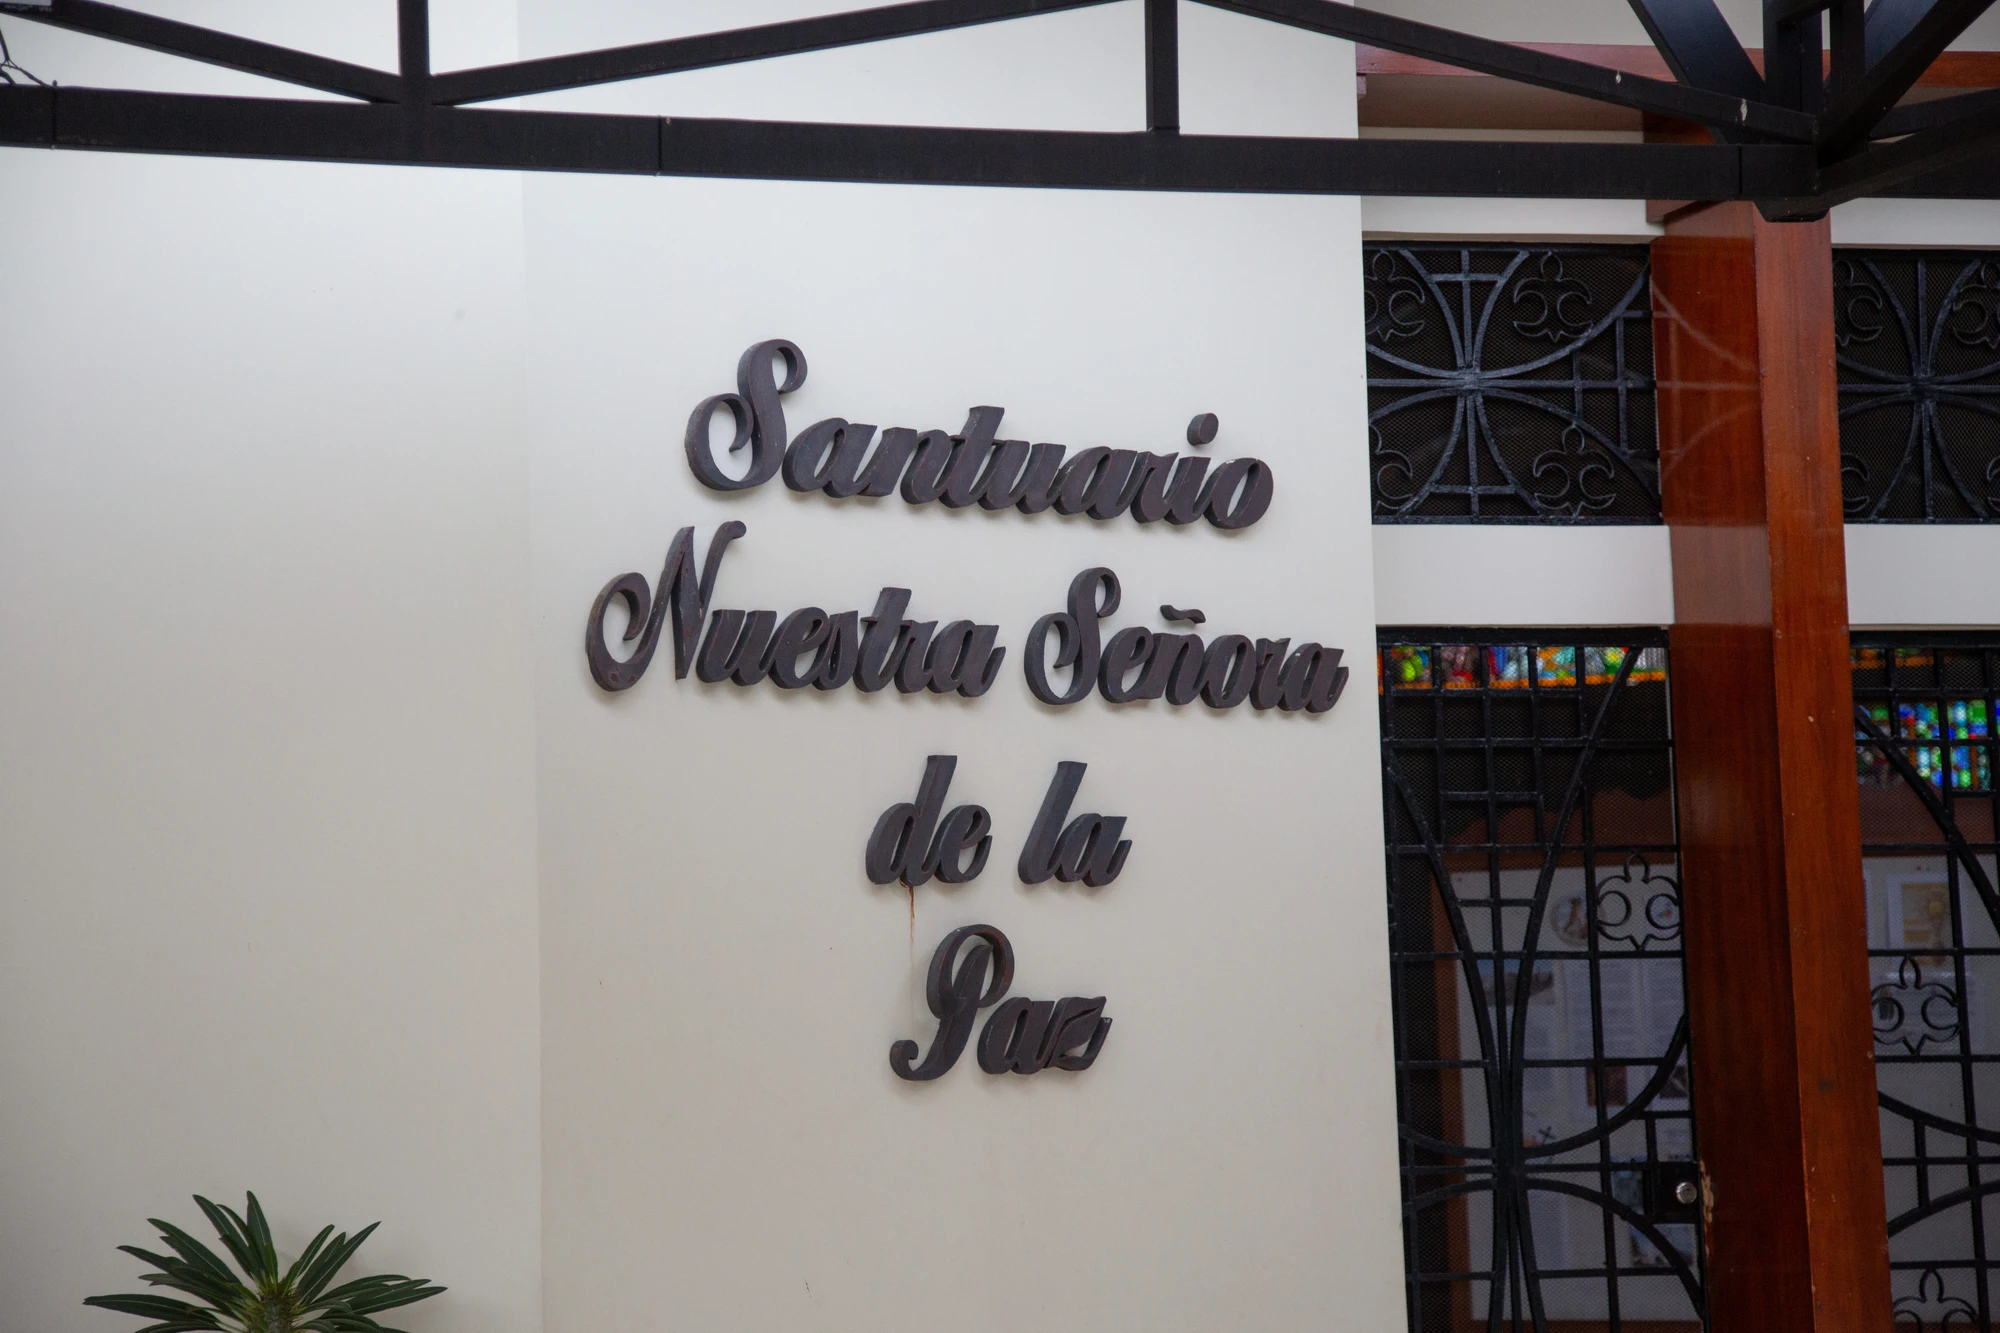 Santuario
Nuestra Señora
de la
Paz